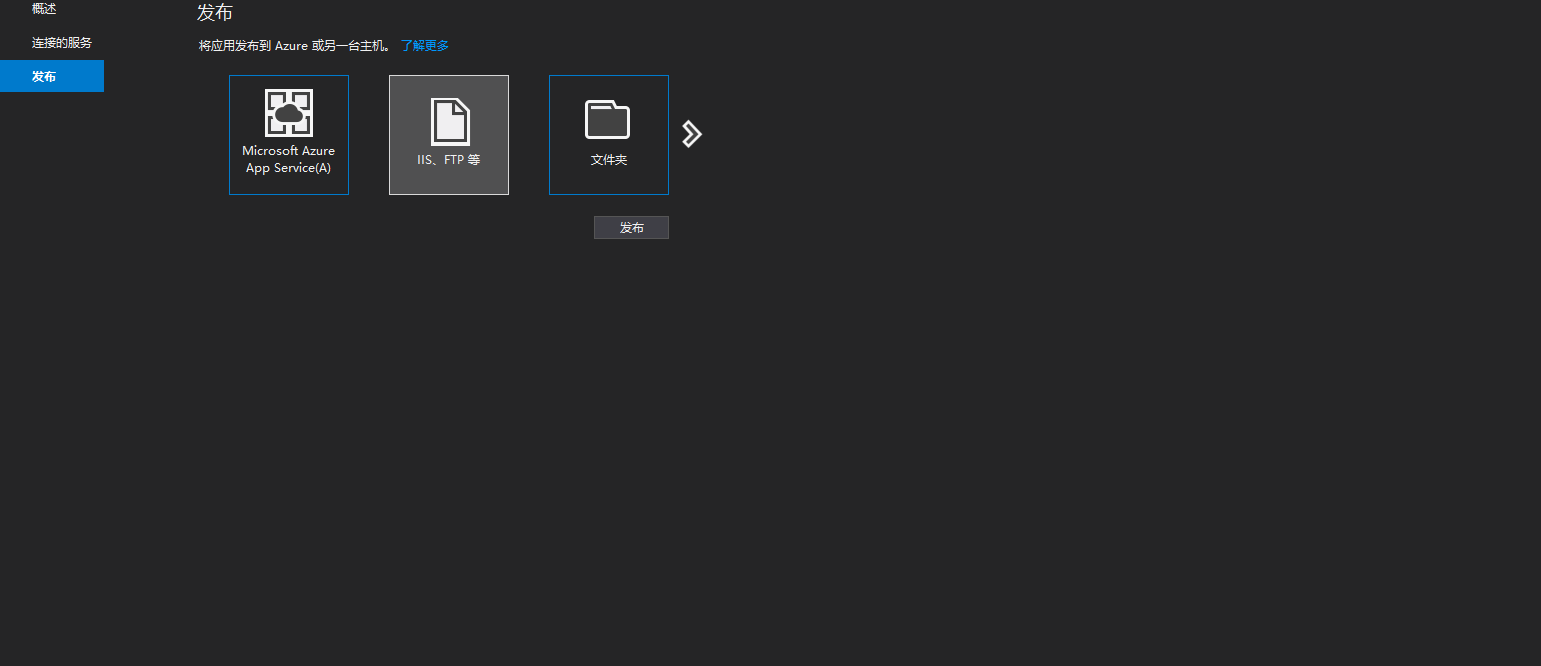 概述
连接的服务
发布
发布
将应用发布到 Azure 或另一台主机。 了解更多
Microsoft Azure
App Service(A)
IIS、FTP 等
文件夹
发布